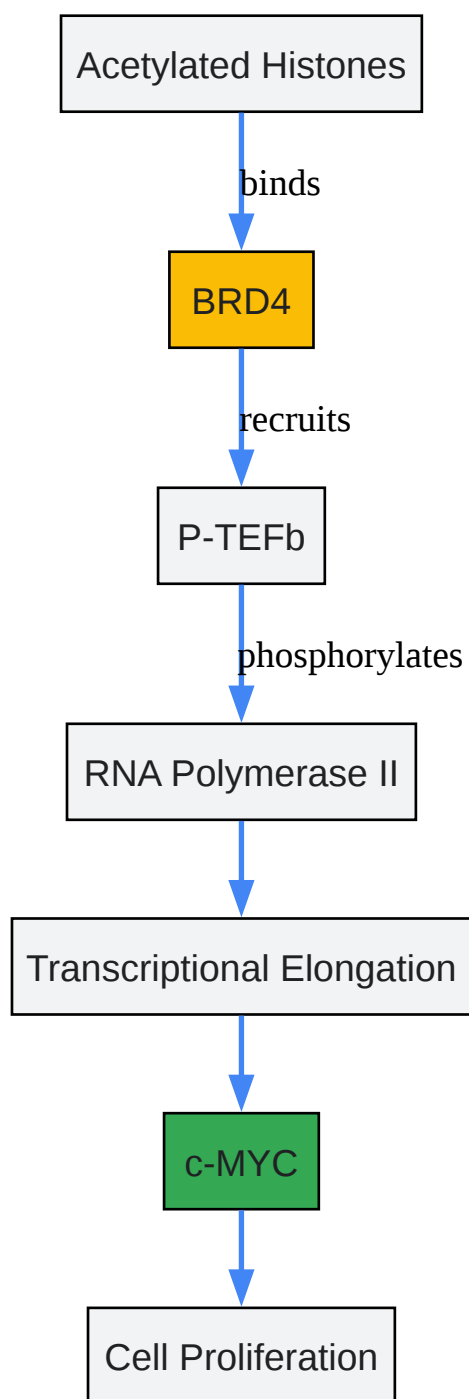 Acetylated Histones
binds
BRD4
recruits
P-TEFb
phosphorylates
RNA Polymerase II
Transcriptional Elongation
c-MYC
Cell Proliferation